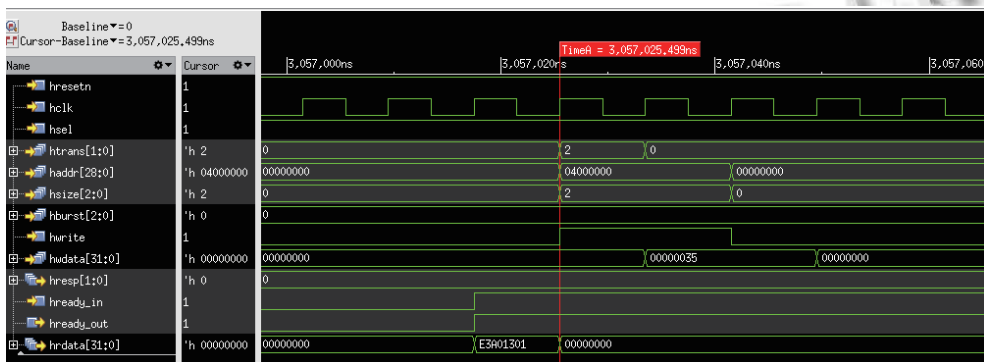 Baseline▼=0
Cursor-Baseline▼=3,057,025,499ns
TimeA = 3,057,025,499ns
Name Cursor 3,057,000ns 3,057,020ns 3,057,040ns 3,057,060
hresetn 1
hclk 1
hsel 1
htrans[1:0] 'h 2 0 2 0
haddr[28:0] 'h 04000000 00000000 04000000 00000000
hsize[2:0] 'h 2 0 2 0
hburst[2:0] 'h 0 0
hwrite 1
hwdata[31:0] 'h 00000000 00000000 00000035 00000000
hresp[1:0] 'h 0 0
hready_in 1
hready_out 1
hrdata[31:0] 'h 00000000 00000000 E3A01301 00000000